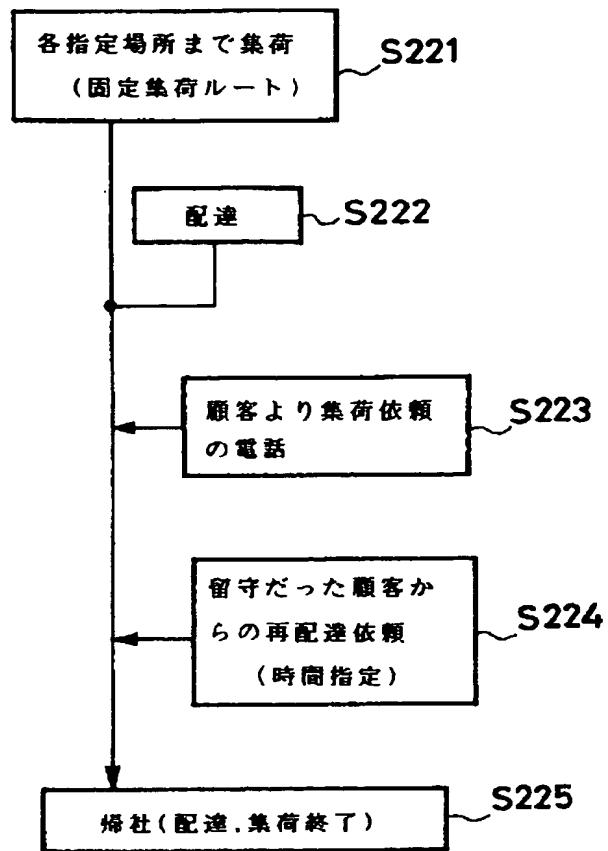 各指定場所まで集荷
(固定集荷ルート)
S221
配達
S222
顧客より集荷依頼
の電話
S223
留守だった顧客か
らの再配達依頼
(時間指定)
S224
帰社(配達,集荷終了)
S225